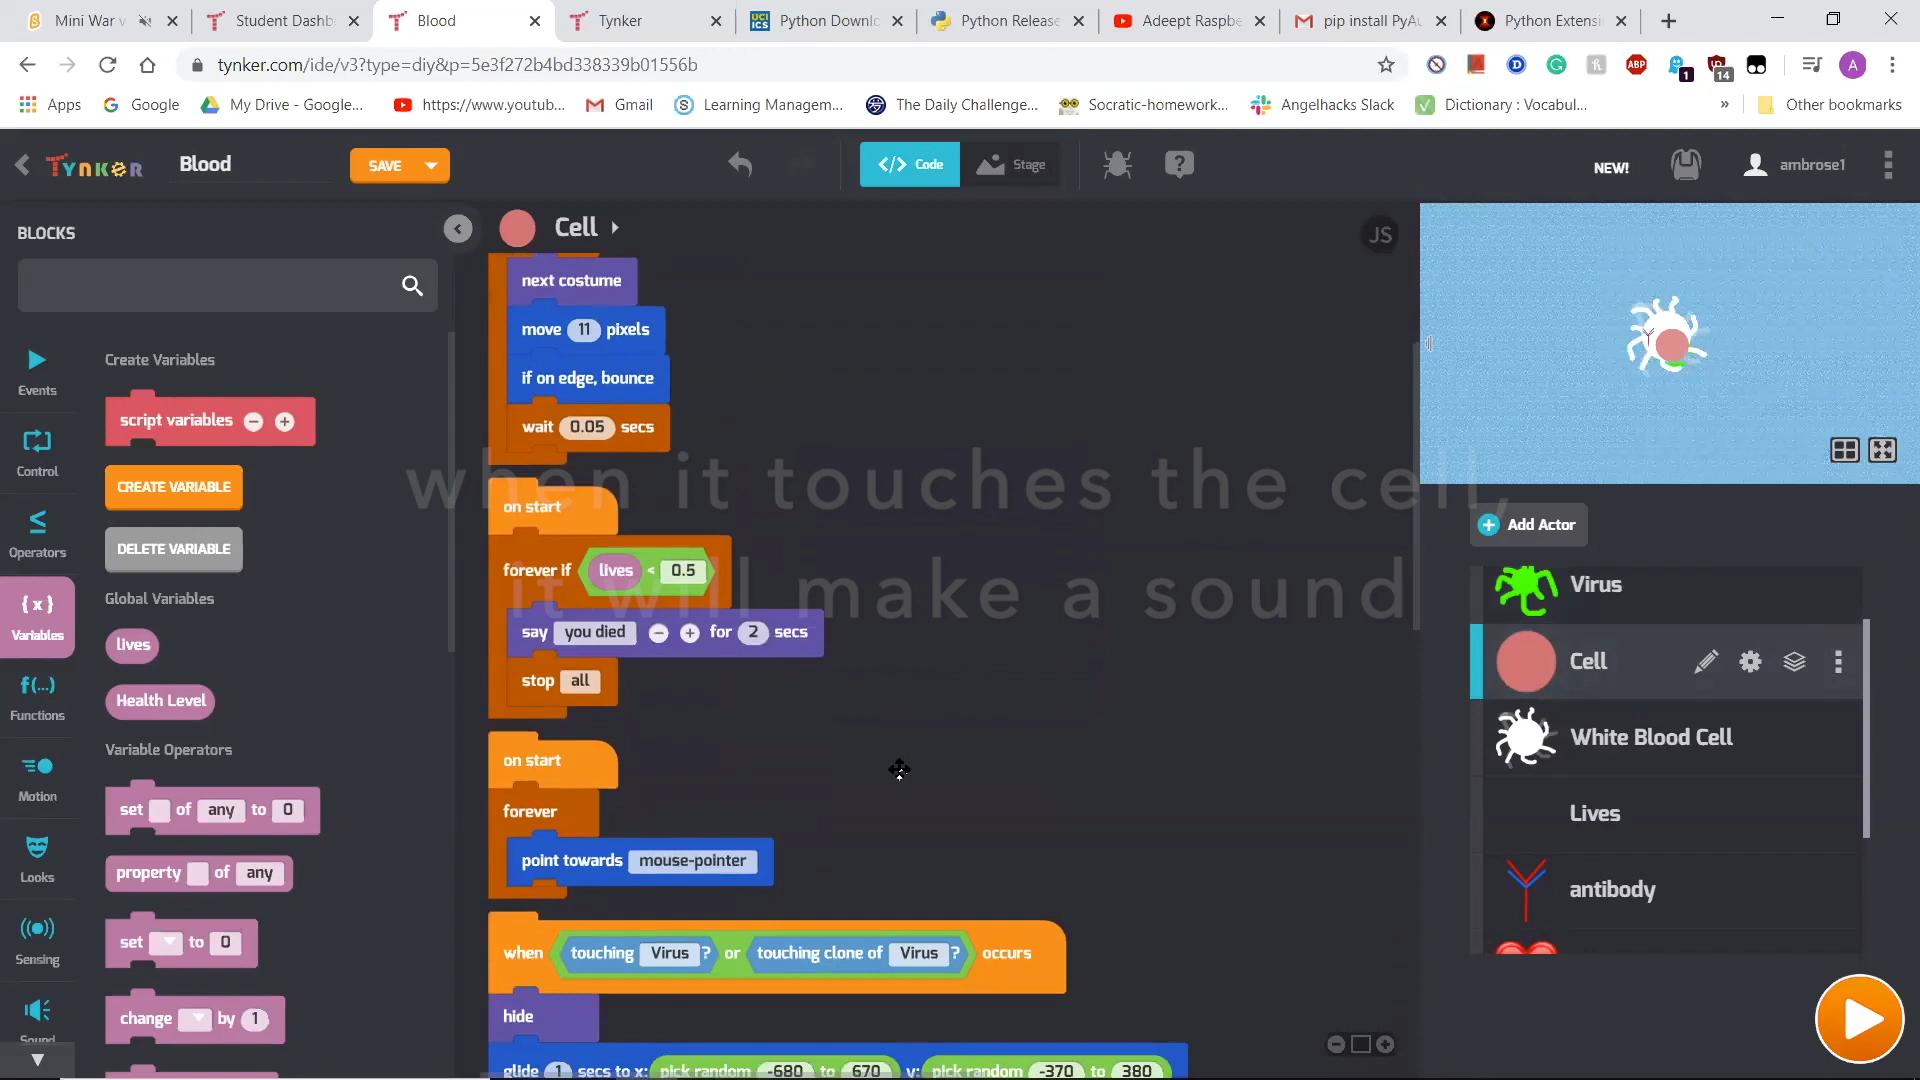 Mini War v
Student Dashb
Blood
Tynker
Python Downlo
Python Release
Adeept Raspbe
pip install PyAu
Python Extensi
tynker.com/ide/v3?type=diy&p=5e3f272b4bd338339b01556b
ABP
1
14
A
Apps
Google
My Drive - Google...
https://www.youtub...
Gmail
Learning Managem...
The Daily Challenge...
Socratic-homework...
Angelhacks Slack
Dictionary : Vocabul...
»
Other bookmarks
TYNKER
Blood
SAVE
</> Code
Stage
NEW!
ambrose1
BLOCKS
Cell
JS
Events
Control
Operators
Variables
Functions
Motion
Looks
Sensing
Sound
Create Variables
script variables
CREATE VARIABLE
DELETE VARIABLE
Global Variables
lives
Health Level
Variable Operators
set of any to 0
property of any
set to 0
change by 1
next costume
move 11 pixels
if on edge, bounce
wait 0.05 secs
when it touches the cell,
it will make a sound
on start
forever if lives < 0.5
say you died for 2 secs
stop all
on start
forever
point towards mouse-pointer
when touching Virus ? or touching clone of Virus ? occurs
hide
glide 1 secs to x: pick random -680 to 670 y: pick random -370 to 380
Add Actor
Virus
Cell
White Blood Cell
Lives
antibody